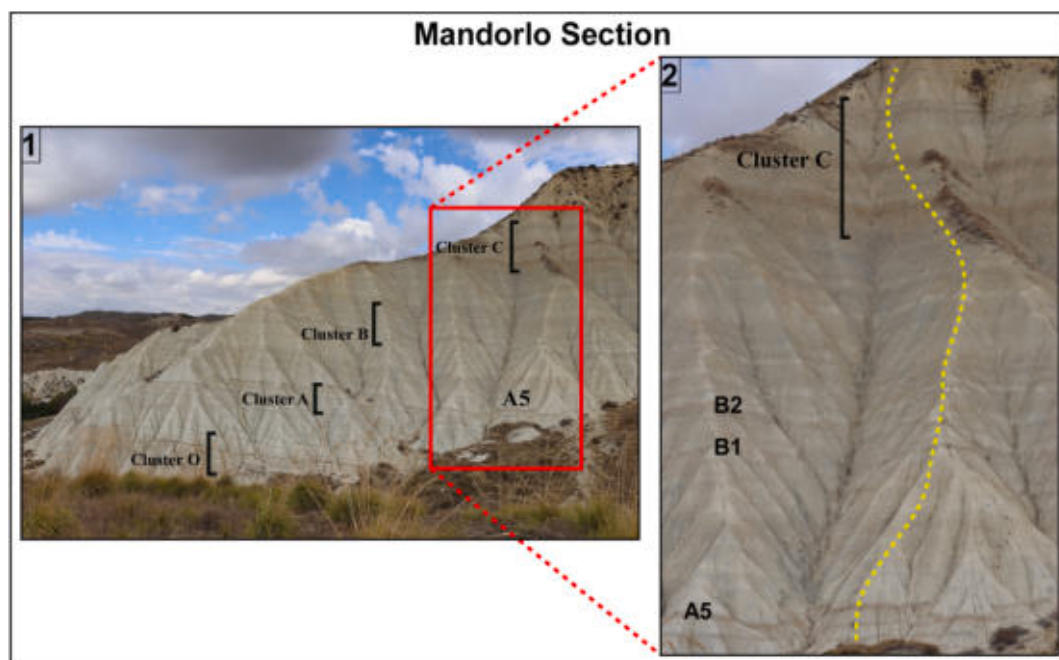 Mandorlo Section
1
Cluster C
Cluster B
Cluster A
A5
Cluster O
2
Cluster C
B2
B1
A5